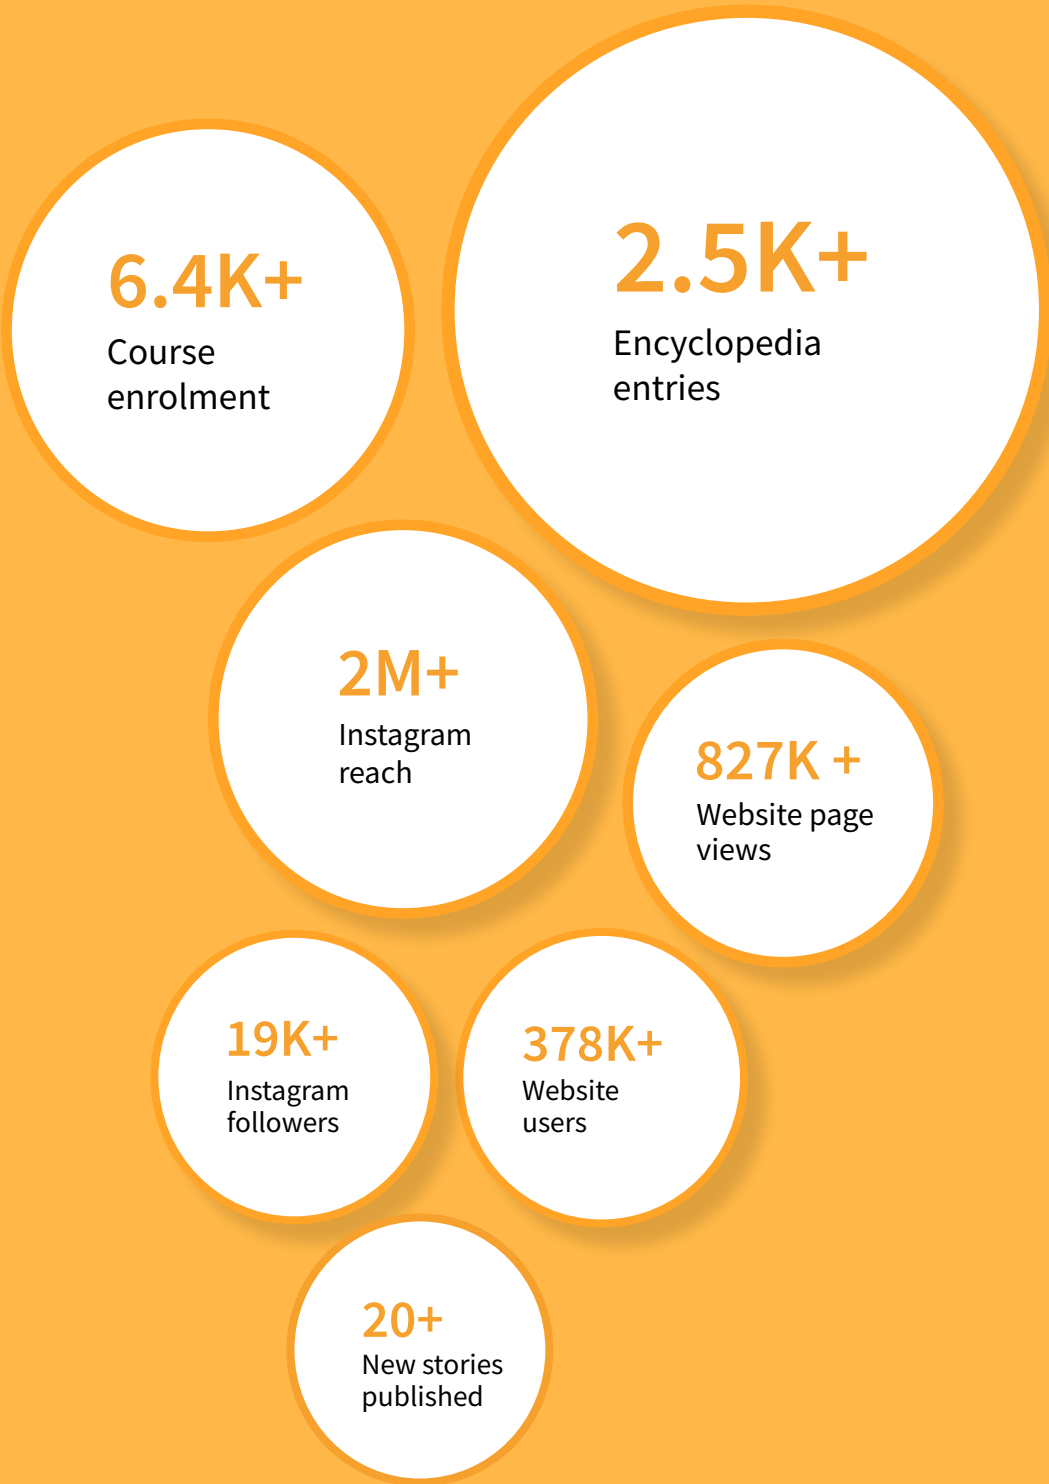 6.4K+
Course
enrolment
2.5K+
Encyclopedia
entries
2M+
Instagram
reach
827K +
Website page
views
19K+
Instagram
followers
378K+
Website
users
20+
New stories
published